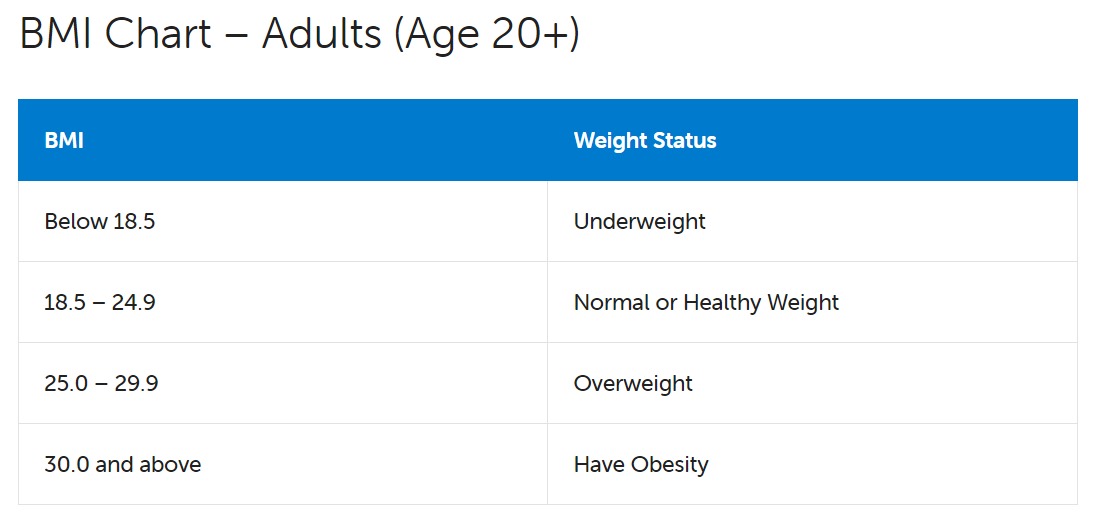 BMI Chart – Adults (Age 20+)
BMI Weight Status
Below 18.5 Underweight
18.5 – 24.9 Normal or Healthy Weight
25.0 – 29.9 Overweight
30.0 and above Have Obesity